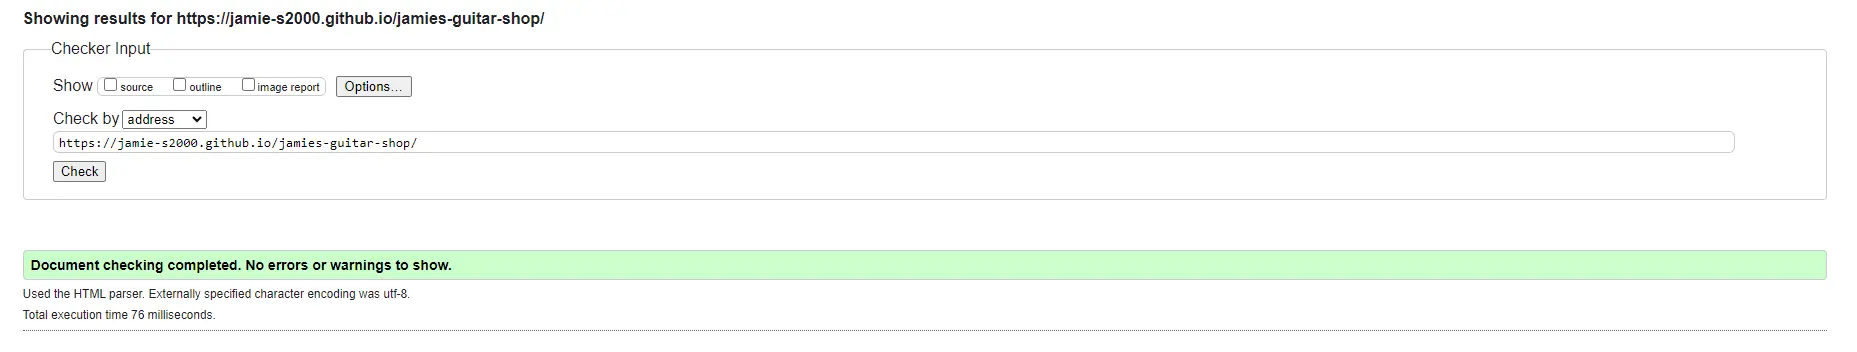 Showing results for https://jamie-s2000.github.io/jamies-guitar-shop/
Checker Input
Show source outline image report Options...
Check by address
https://jamie-s2000.github.io/jamies-guitar-shop/
Check
Document checking completed. No errors or warnings to show.
Used the HTML parser. Externally specified character encoding was utf-8.
Total execution time 76 milliseconds.